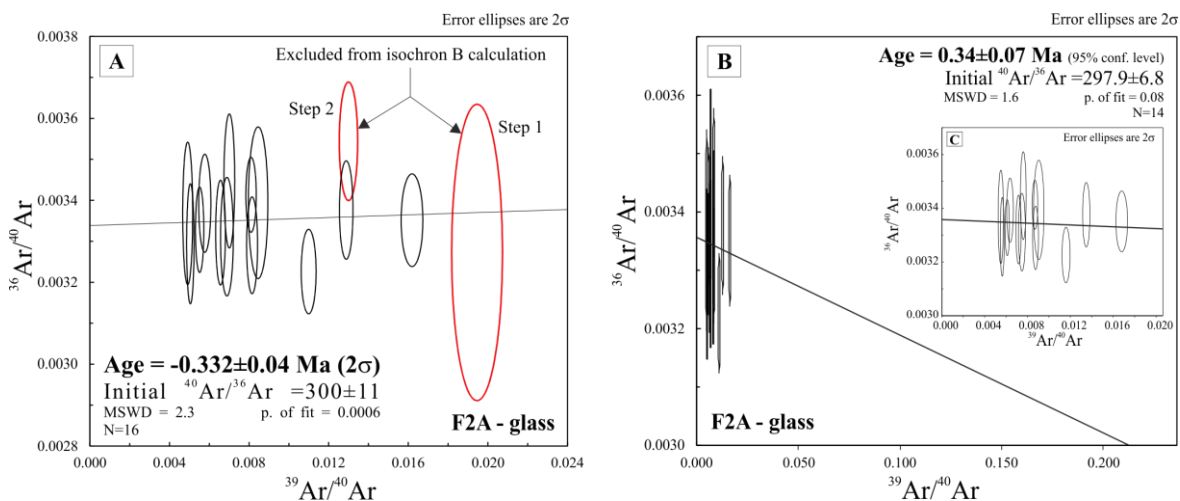 Error ellipses are 2σ
0.0038
A
Excluded from isochron B calculation
Step 2
Step 1
0.0036
0.0034
0.0032
0.0030
0.0028
³⁶Ar/⁴⁰Ar
Age = -0.332±0.04 Ma (2σ)
Initial ⁴⁰Ar/³⁶Ar =300±11
MSWD = 2.3 p. of fit = 0.0006
N=16
F2A - glass
0.000 0.004 0.008 0.012 0.016 0.020 0.024
³⁹Ar/⁴⁰Ar
Error ellipses are 2σ
0.0038
B
Age = 0.34±0.07 Ma (95% conf. level)
Initial ⁴⁰Ar/³⁶Ar =297.9±6.8
MSWD = 1.6 p. of fit = 0.08
N=14
0.0036
0.0034
0.0032
0.0030
³⁶Ar/⁴⁰Ar
C
Error ellipses are 2σ
0.0036
0.0034
0.0032
0.0030
³⁶Ar/⁴⁰Ar
0.000 0.004 0.008 0.012 0.016 0.020
³⁹Ar/⁴⁰Ar
F2A - glass
0.000 0.050 0.100 0.150 0.200
³⁹Ar/⁴⁰Ar